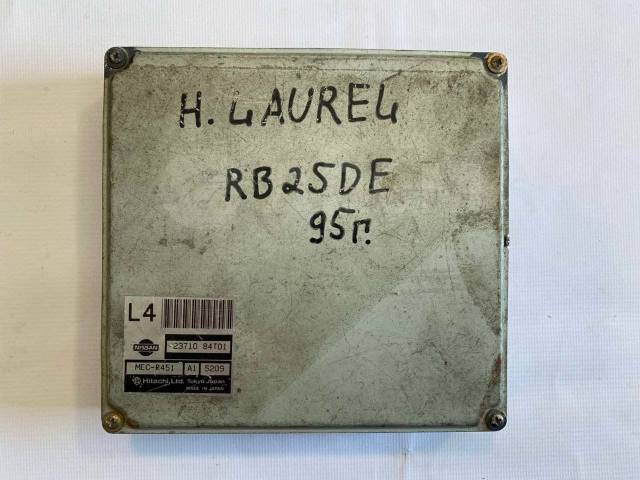 H. LAUREL
RB25DE
95г.
L4
NISSAN
23710 84T01
MEC-R451 A1 5209
Hitachi, Ltd. Tokyo Japan
MADE IN JAPAN